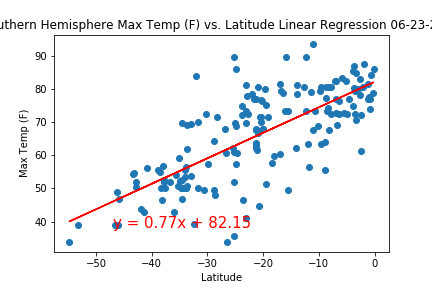 uthern Hemisphere Max Temp (F) vs. Latitude Linear Regression 06-23-2
90
80
70
60
50
40
Max Temp (F)
y = 0.77x + 82.15
−50 −40 −30 −20 −10 0
Latitude